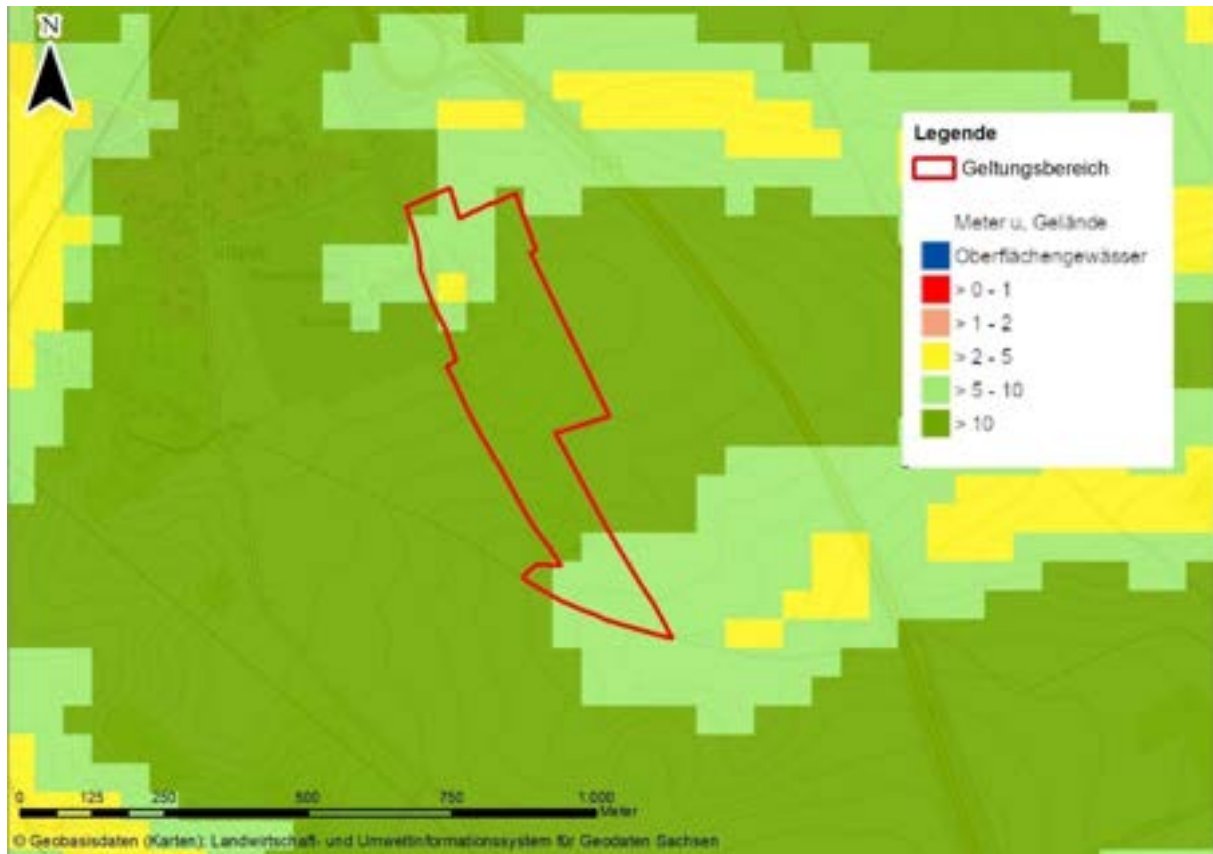 N
Legende
Geltungsbereich
Meter u. Gelände
Oberflächengewässer
> 0 - 1
> 1 - 2
> 2 - 5
> 5 - 10
> 10
0 125 250 500 750 1.000
Meter
© Geobasisdaten (Karten): Landwirtschaft- und Umweltinformationssystem für Geodaten Sachsen